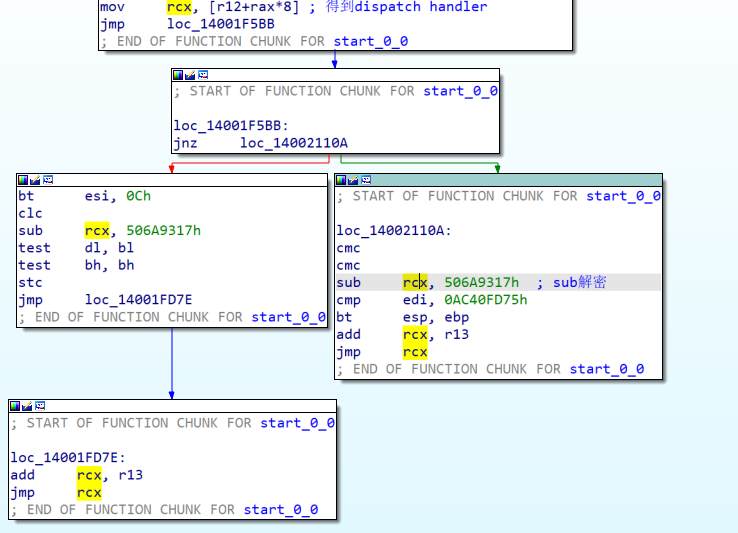 mov     rcx, [r12+rax*8] ; 得到dispatch handler
jmp     loc_14001F5BB
; END OF FUNCTION CHUNK FOR start_0_0
; START OF FUNCTION CHUNK FOR start_0_0
loc_14001F5BB:
jnz     loc_14002110A
bt      esi, 0Ch
clc
sub     rcx, 506A9317h
test    dl, bl
test    bh, bh
stc
jmp     loc_14001FD7E
; END OF FUNCTION CHUNK FOR start_0_0
; START OF FUNCTION CHUNK FOR start_0_0
loc_14002110A:
cmc
cmc
sub     rcx, 506A9317h  ; sub解密
cmp     edi, 0AC40FD75h
bt      esp, ebp
add     rcx, r13
jmp     rcx
; END OF FUNCTION CHUNK FOR start_0_0
; START OF FUNCTION CHUNK FOR start_0_0
loc_14001FD7E:
add     rcx, r13
jmp     rcx
; END OF FUNCTION CHUNK FOR start_0_0